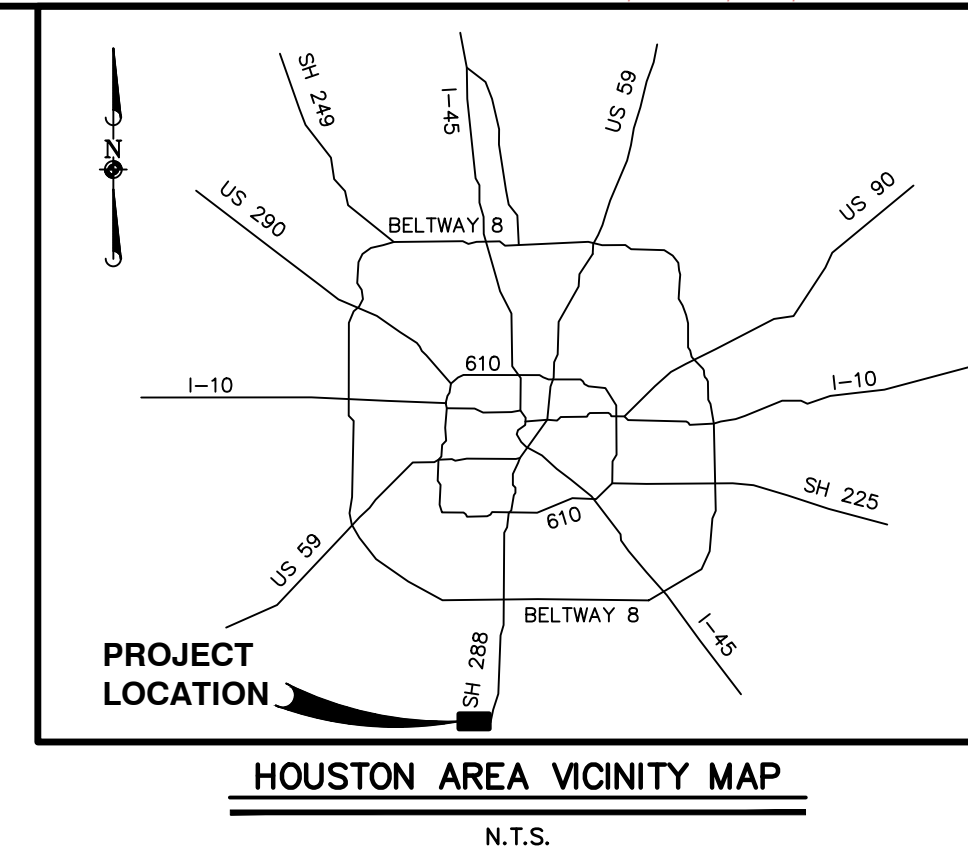 SH 249
I-45
US 59
N
US 290
US 90
BELTWAY 8
610
I-10
I-10
SH 225
610
US 59
BELTWAY 8
I-45
SH 288
PROJECT
LOCATION
HOUSTON AREA VICINITY MAP
N.T.S.